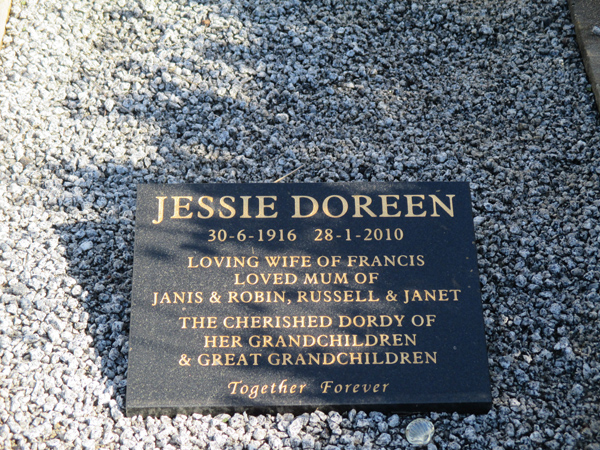 JESSIE DOREEN
30-6-1916 28-1-2010
LOVING WIFE OF FRANCIS
LOVED MUM OF
JANIS & ROBIN, RUSSELL & JANET
THE CHERISHED DORDY OF
HER GRANDCHILDREN
& GREAT GRANDCHILDREN
Together Forever